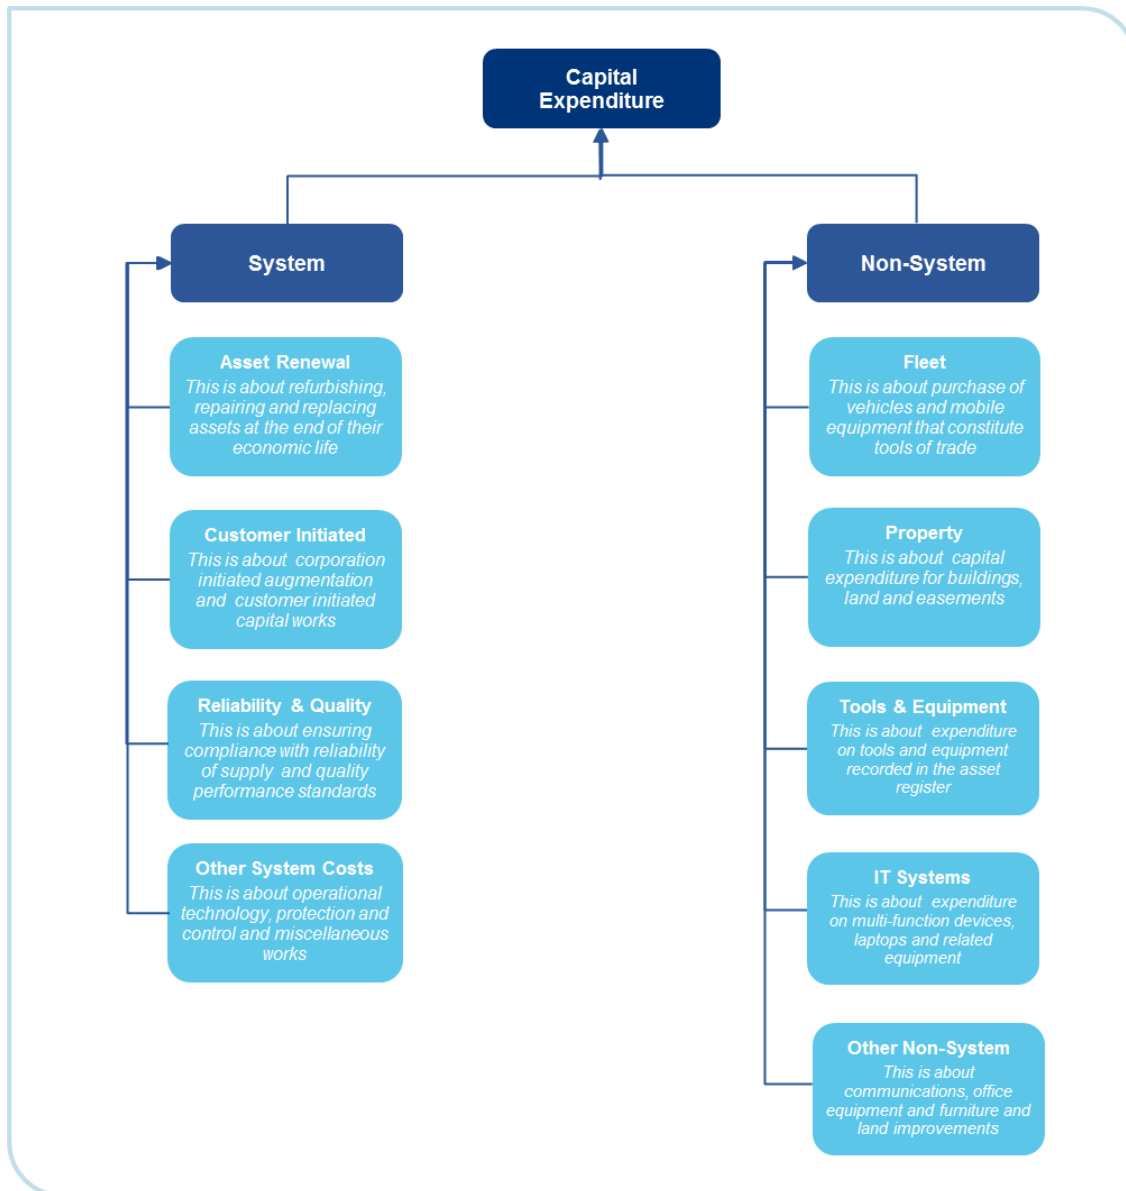 Capital
Expenditure
System
Asset Renewal
This is about refurbishing,
repairing and replacing
assets at the end of their
economic life
Customer Initiated
This is about corporation
initiated augmentation
and customer initiated
capital works
Reliability & Quality
This is about ensuring
compliance with reliability
of supply and quality
performance standards
Other System Costs
This is about operational
technology, protection and
control and miscellaneous
works
Non-System
Fleet
This is about purchase of
vehicles and mobile
equipment that constitute
tools of trade
Property
This is about capital
expenditure for buildings,
land and easements
Tools & Equipment
This is about expenditure
on tools and equipment
recorded in the asset
register
IT Systems
This is about expenditure
on multi-function devices,
laptops and related
equipment
Other Non-System
This is about
communications, office
equipment and furniture and
land improvements